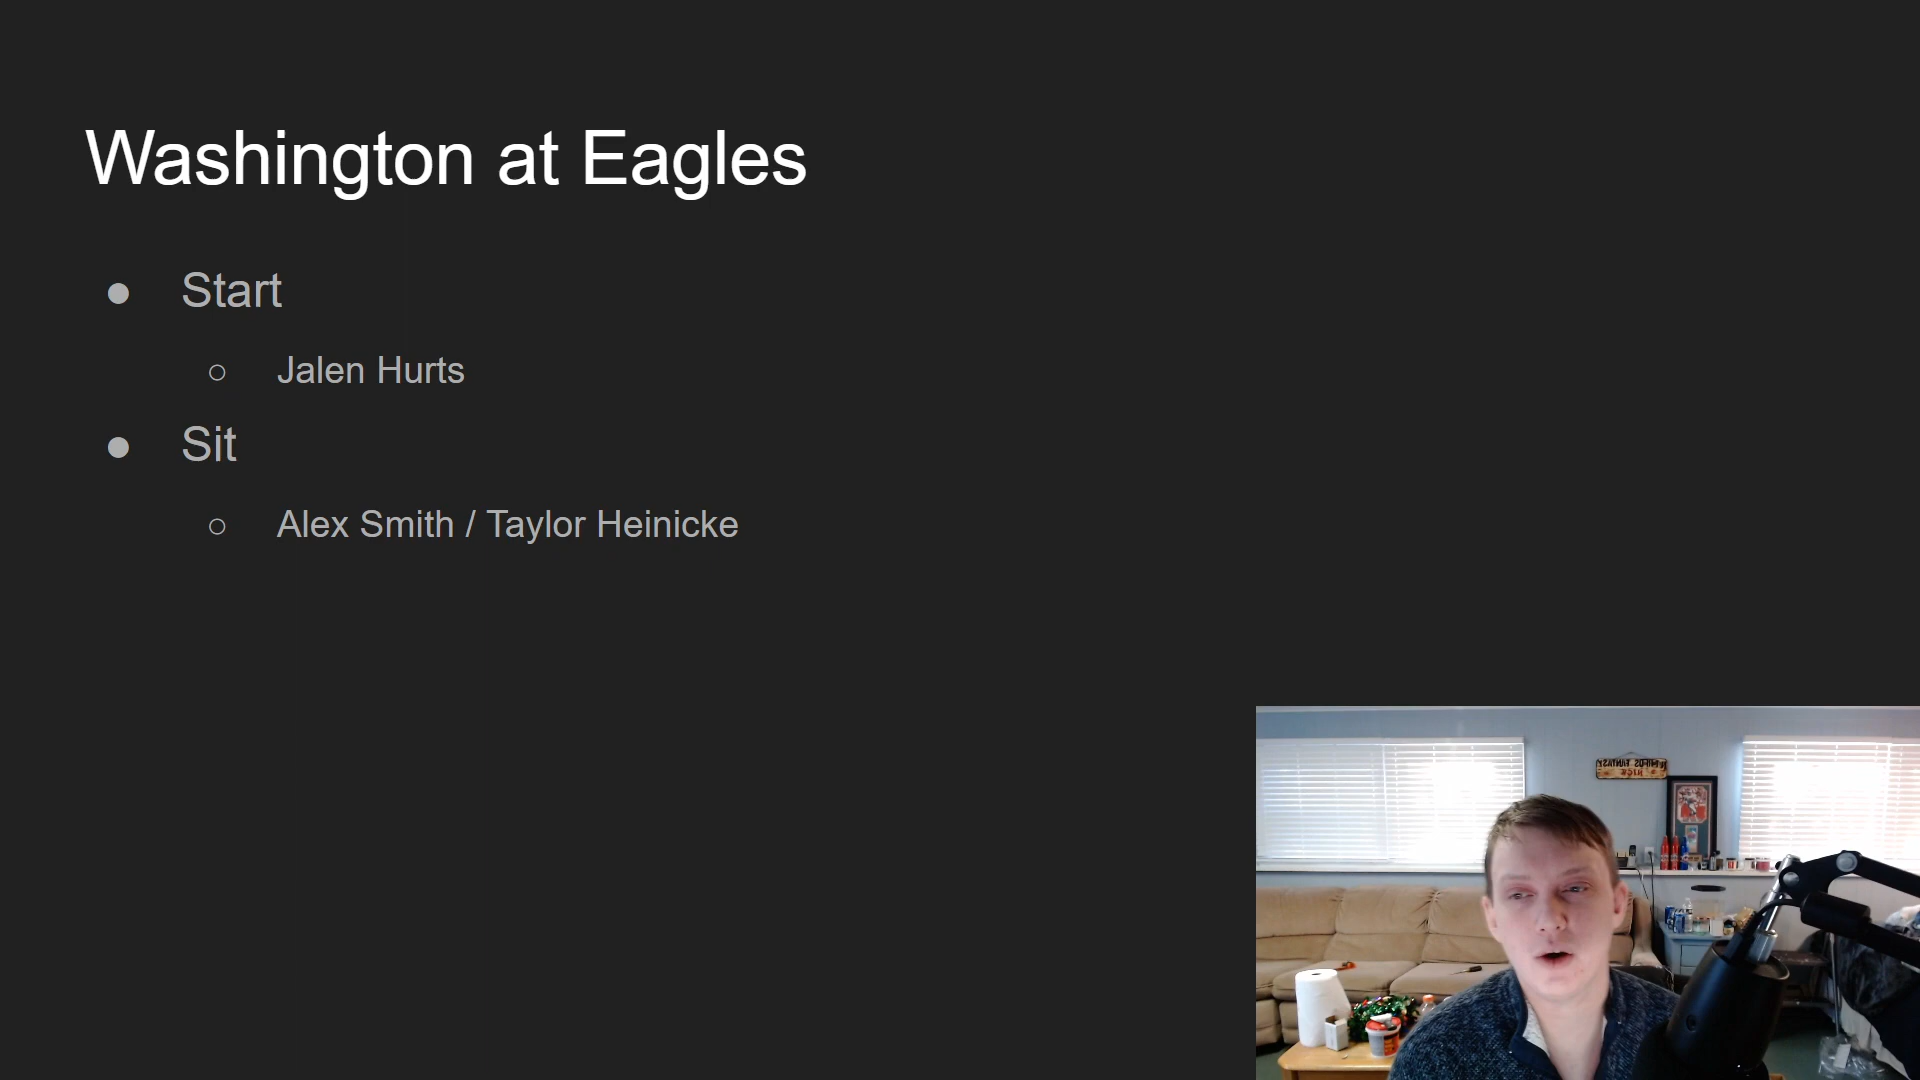 Washington at Eagles
● Start
○ Jalen Hurts
● Sit
○ Alex Smith / Taylor Heinicke